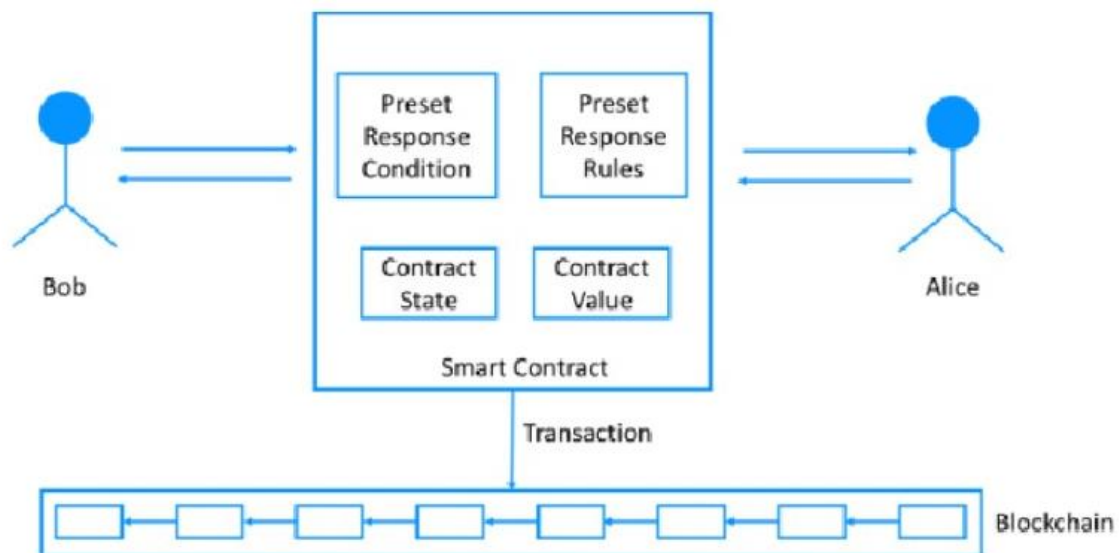 Preset
Response
Condition
Preset
Response
Rules
Bob
Contract
State
Contract
Value
Alice
Smart Contract
Transaction
Blockchain